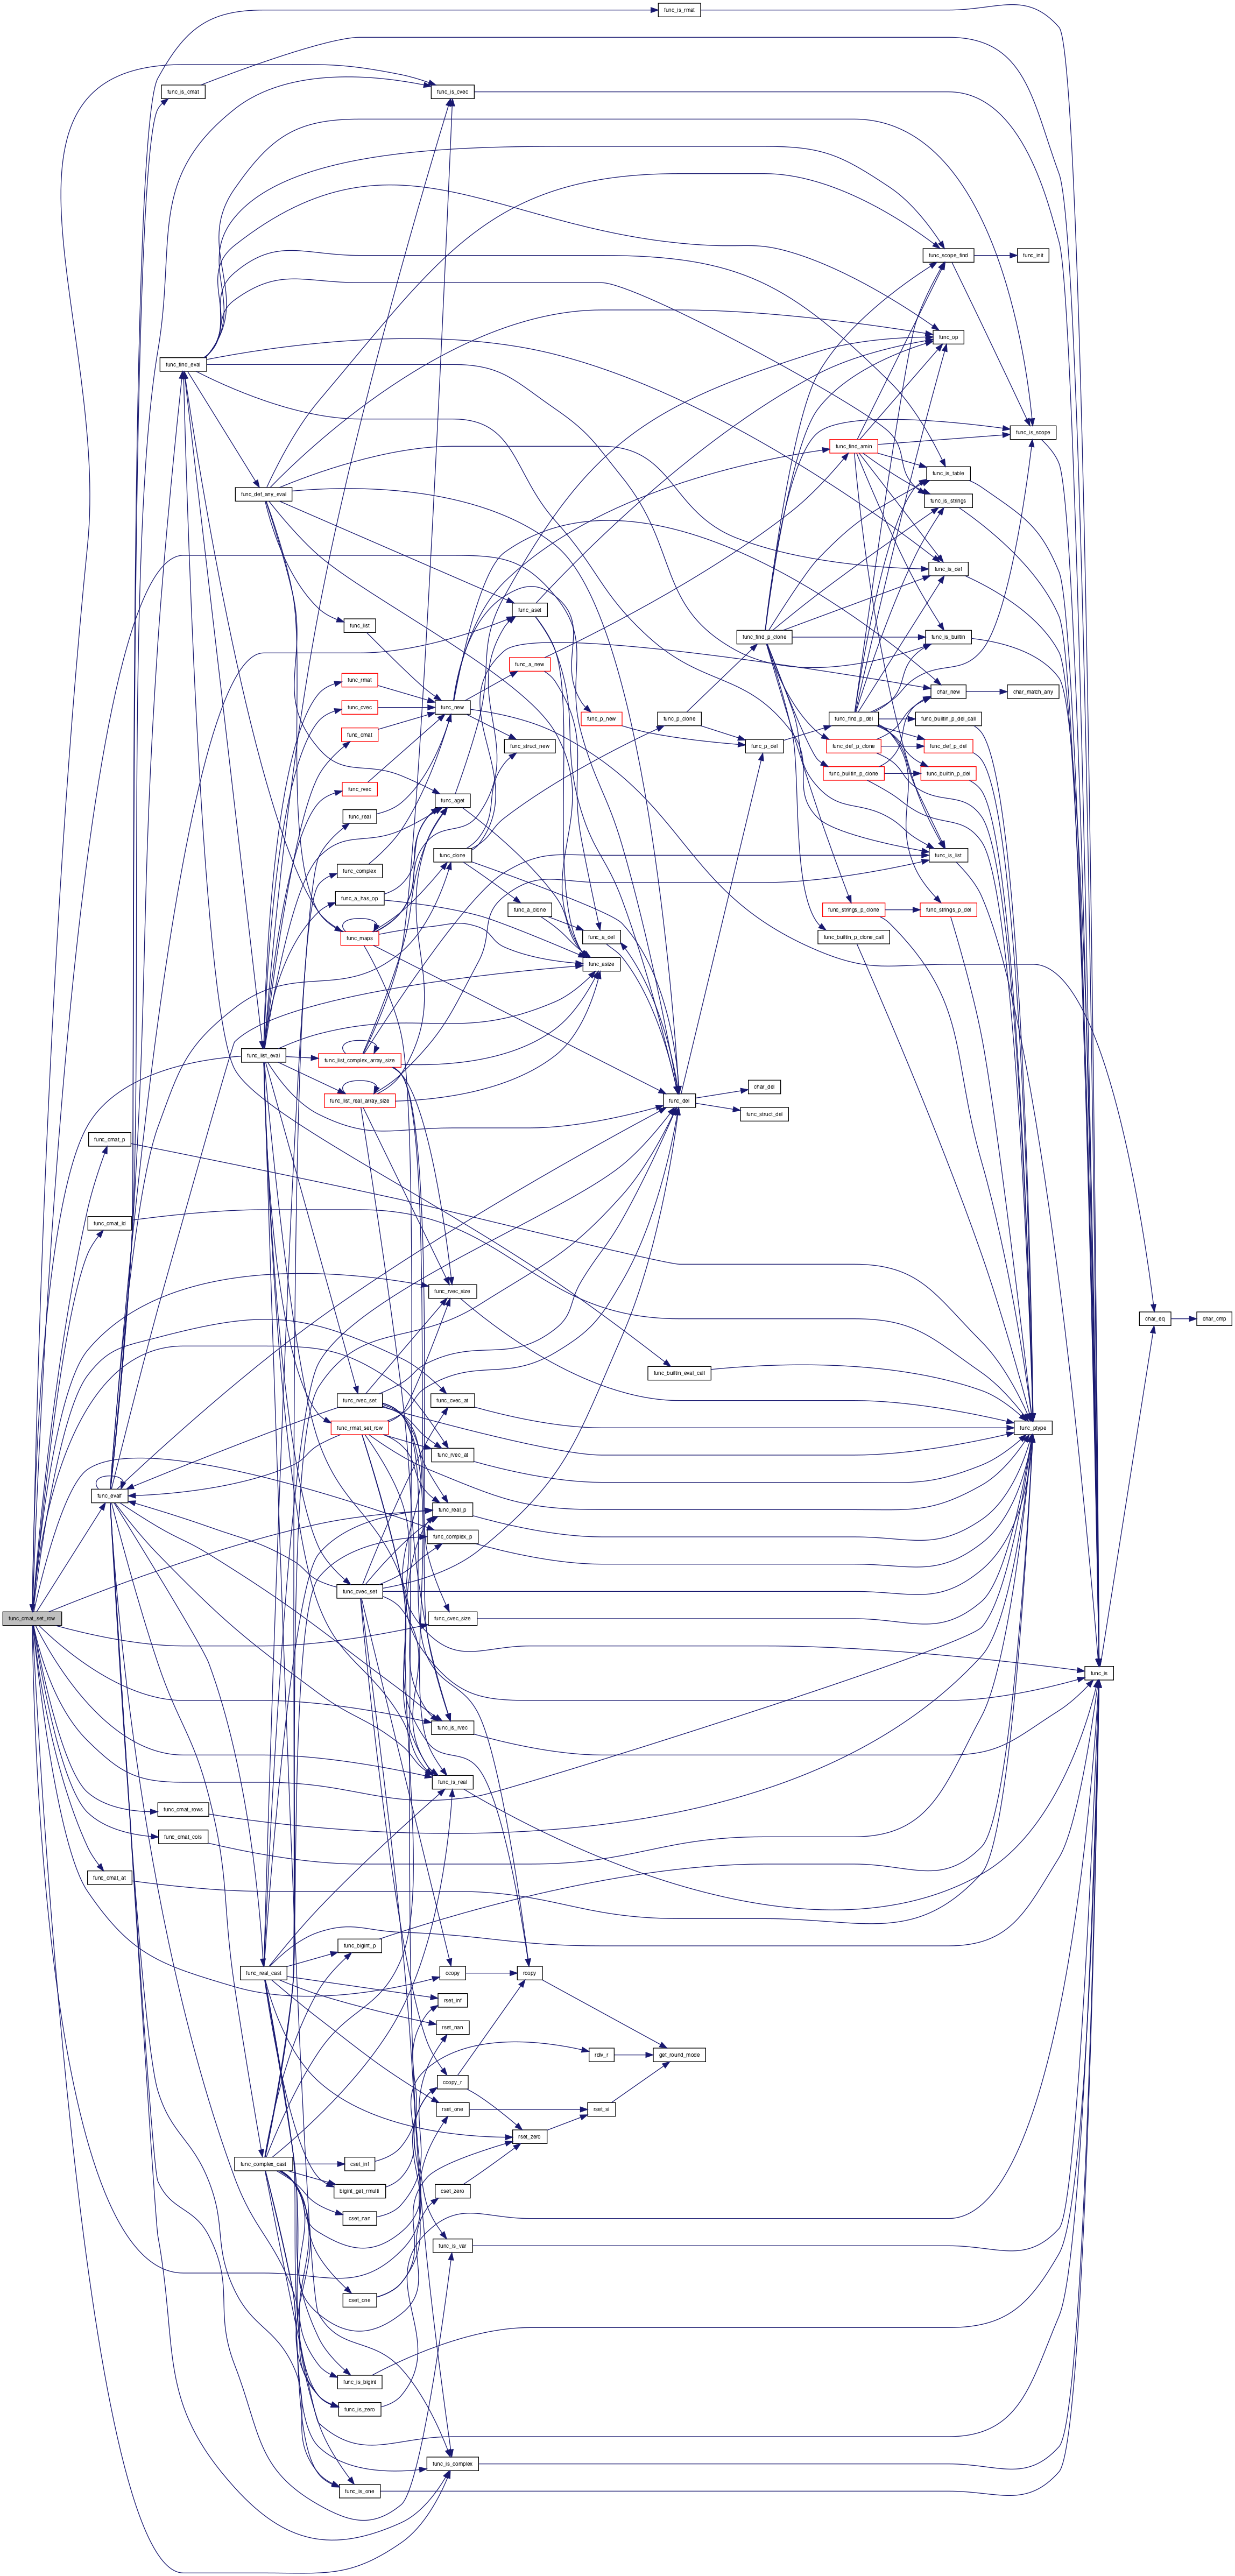 func_is_rmat
func_is_cmat
func_is_cvec
func_scope_find
func_init
func_op
func_find_eval
func_is_scope
func_find_amin
func_is_table
func_def_any_eval
func_is_strings
func_is_def
func_aset
func_list
func_find_p_clone
func_is_builtin
func_a_new
func_rmat
char_new
char_match_any
func_cvec
func_new
func_p_new
func_p_clone
func_find_p_del
func_builtin_p_del_call
func_cmat
func_struct_new
func_p_del
func_def_p_clone
func_def_p_del
func_rvec
func_builtin_p_clone
func_builtin_p_del
func_aget
func_real
func_clone
func_is_list
func_complex
func_a_has_op
func_a_clone
func_strings_p_clone
func_strings_p_del
func_maps
func_a_del
func_builtin_p_clone_call
func_asize
func_list_eval
func_list_complex_array_size
char_del
func_list_real_array_size
func_del
func_struct_del
func_cmat_p
func_cmat_id
func_rvec_size
char_eq
char_cmp
func_builtin_eval_call
func_rvec_set
func_cvec_at
func_rmat_set_row
func_ptype
func_rvec_at
func_evalf
func_real_p
func_complex_p
func_cvec_set
func_cmat_set_row
func_cvec_size
func_is
func_is_rvec
func_is_real
func_cmat_rows
func_cmat_cols
func_cmat_at
func_bigint_p
func_real_cast
ccopy
rcopy
rset_inf
rset_nan
rdiv_r
get_round_mode
ccopy_r
rset_one
rset_si
rset_zero
func_complex_cast
cset_inf
bigint_get_rmulti
cset_zero
cset_nan
func_is_var
cset_one
func_is_bigint
func_is_zero
func_is_complex
func_is_one